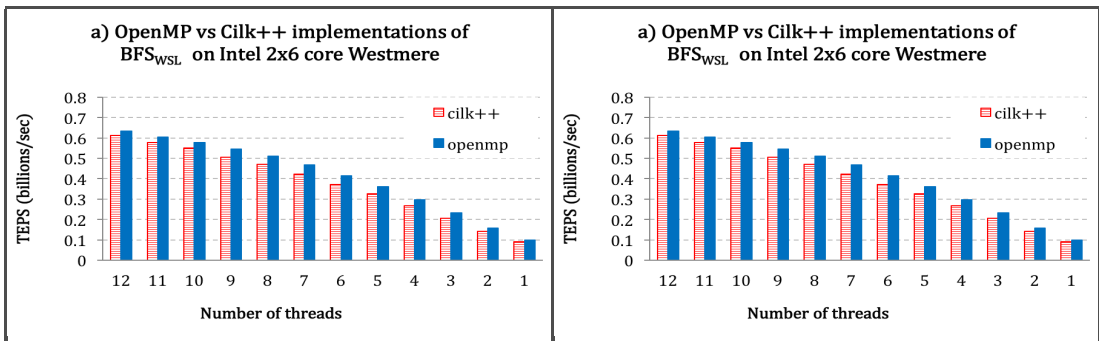 a) OpenMP vs Cilk++ implementations of
BFSWSL on Intel 2x6 core Westmere
TEPS (billions/sec)
0.8
0.7
0.6
0.5
0.4
0.3
0.2
0.1
0
cilk++
openmp
12 11 10 9 8 7 6 5 4 3 2 1
Number of threads
a) OpenMP vs Cilk++ implementations of
BFSWSL on Intel 2x6 core Westmere
TEPS (billions/sec)
0.8
0.7
0.6
0.5
0.4
0.3
0.2
0.1
0
cilk++
openmp
12 11 10 9 8 7 6 5 4 3 2 1
Number of threads